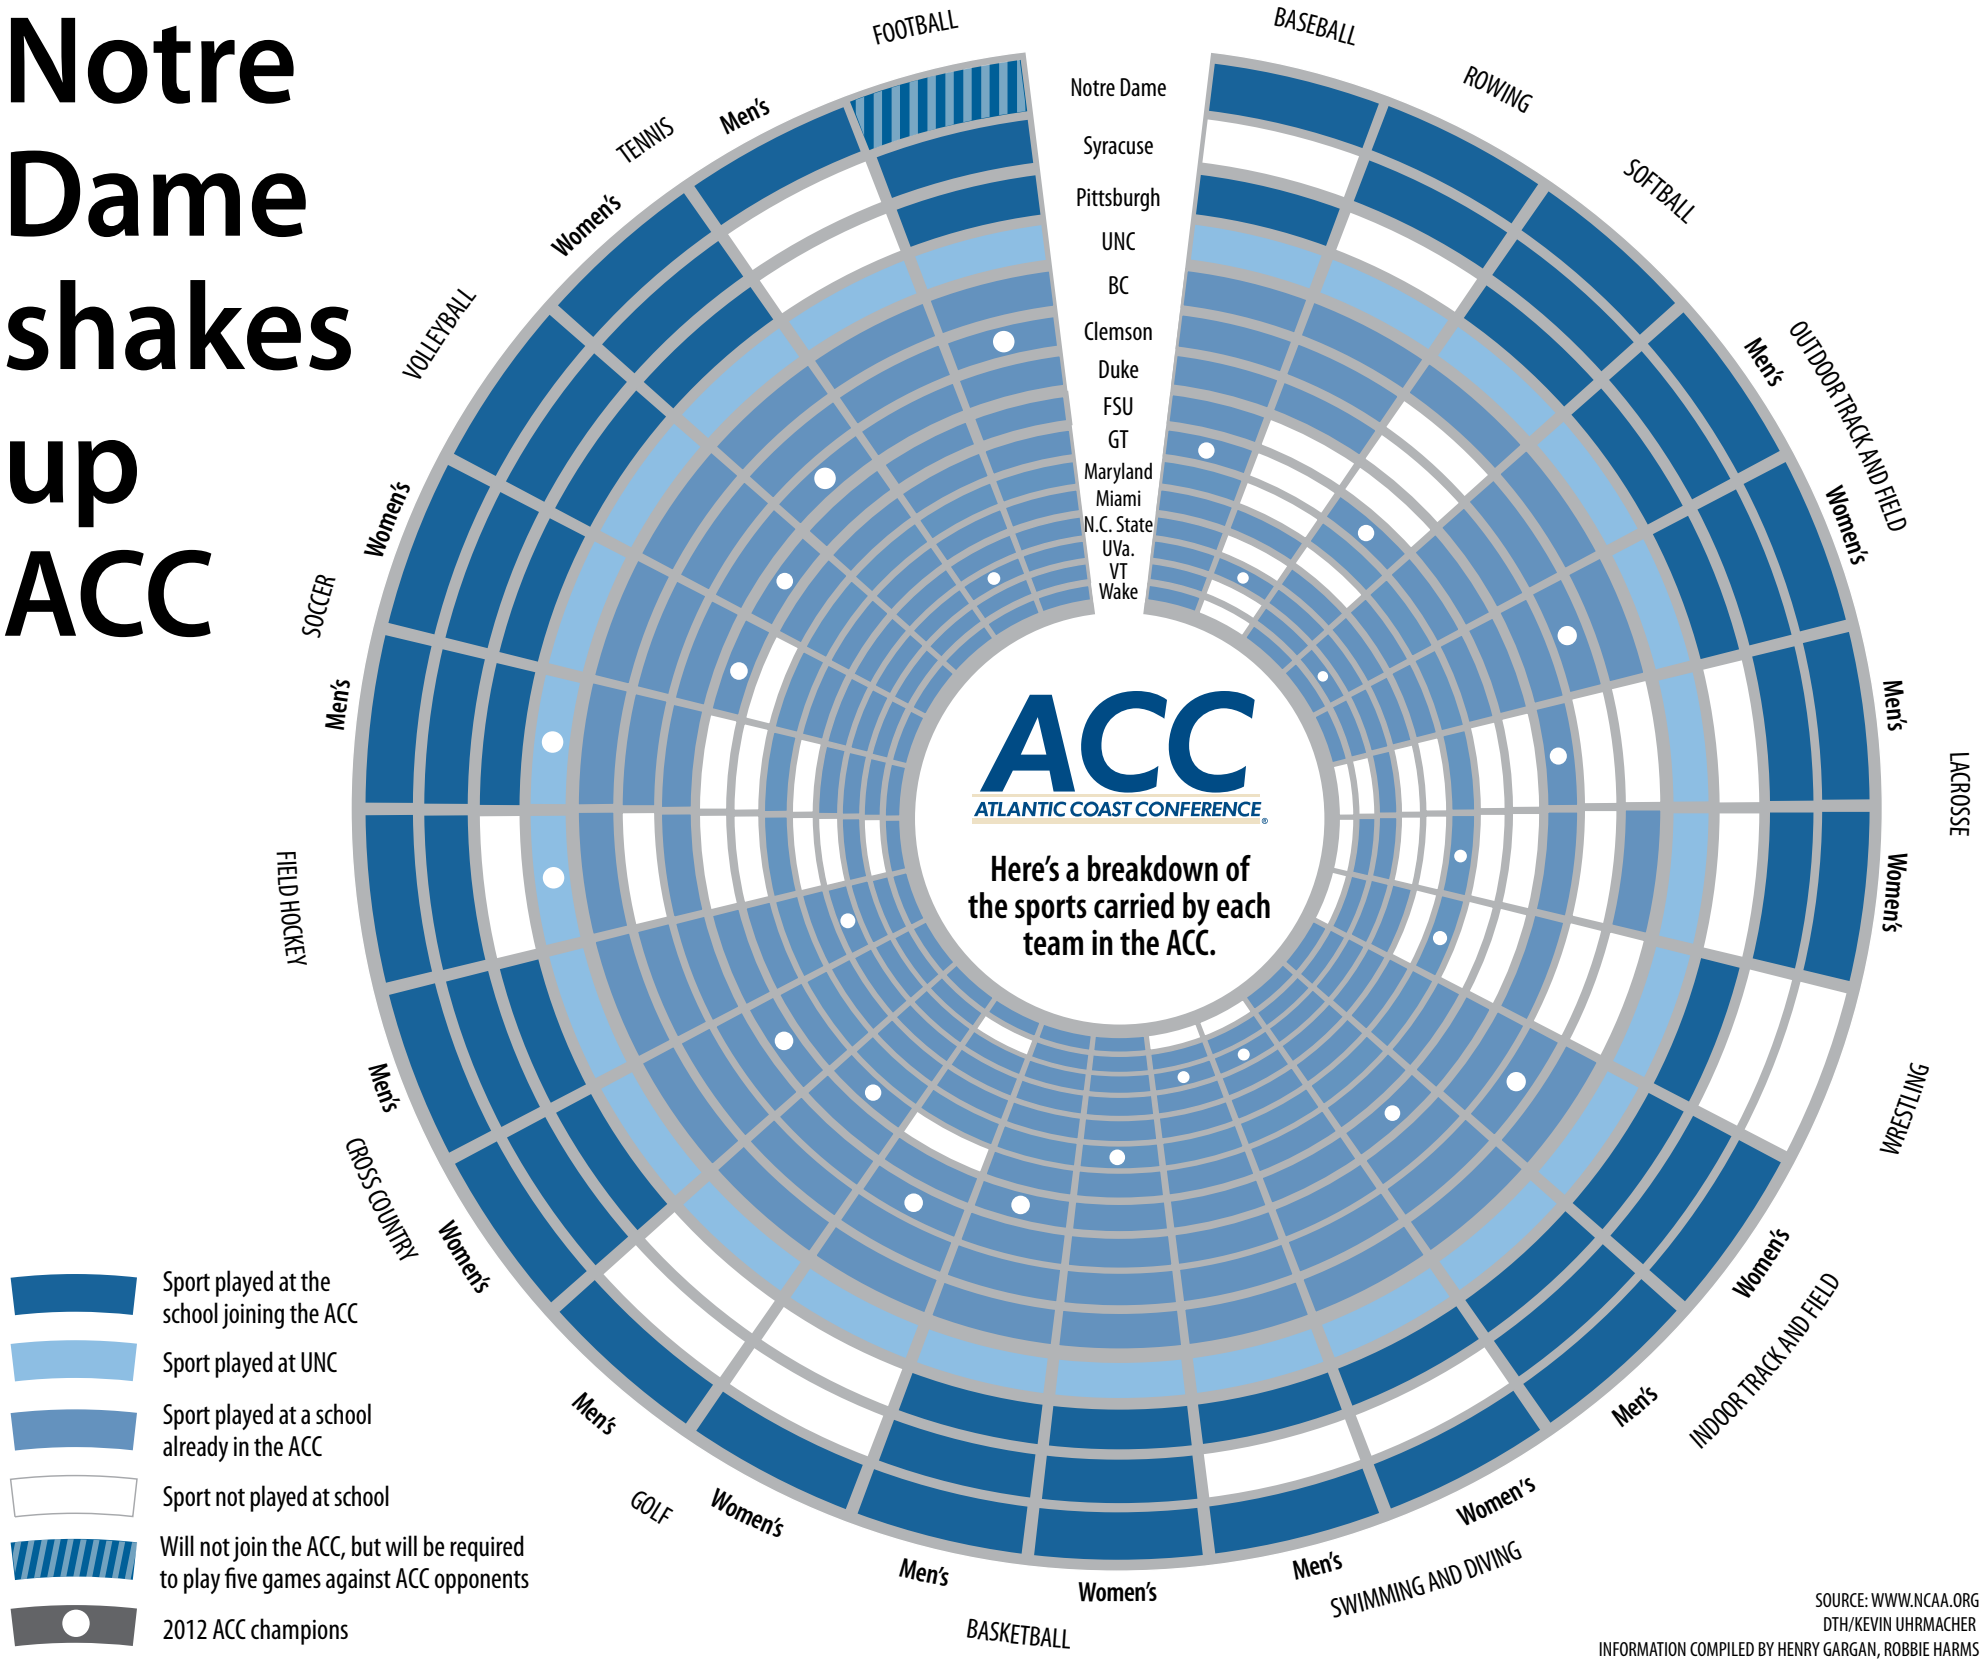 Notre
Dame
shakes
up
ACC
FOOTBALL
BASEBALL
ROWING
SOFTBALL
Men's
OUTDOOR TRACK AND FIELD
Women's
Men's
LACROSSE
Women's
WRESTLING
Women's
INDOOR TRACK AND FIELD
Men's
Women's
SWIMMING AND DIVING
Men's
Women's
BASKETBALL
Men's
Women's
GOLF
Men's
Women's
CROSS COUNTRY
Men's
FIELD HOCKEY
Men's
SOCCER
Women's
VOLLEYBALL
Women's
TENNIS
Men's
Notre Dame
Syracuse
Pittsburgh
UNC
BC
Clemson
Duke
FSU
GT
Maryland
Miami
N.C. State
UVa.
VT
Wake
ACC
ATLANTIC COAST CONFERENCE®
Here's a breakdown of
the sports carried by each
team in the ACC.
Sport played at the
school joining the ACC
Sport played at UNC
Sport played at a school
already in the ACC
Sport not played at school
Will not join the ACC, but will be required
to play five games against ACC opponents
2012 ACC champions
SOURCE: WWW.NCAA.ORG
DTH/KEVIN UHRMACHER
INFORMATION COMPILED BY HENRY GARGAN, ROBBIE HARMS